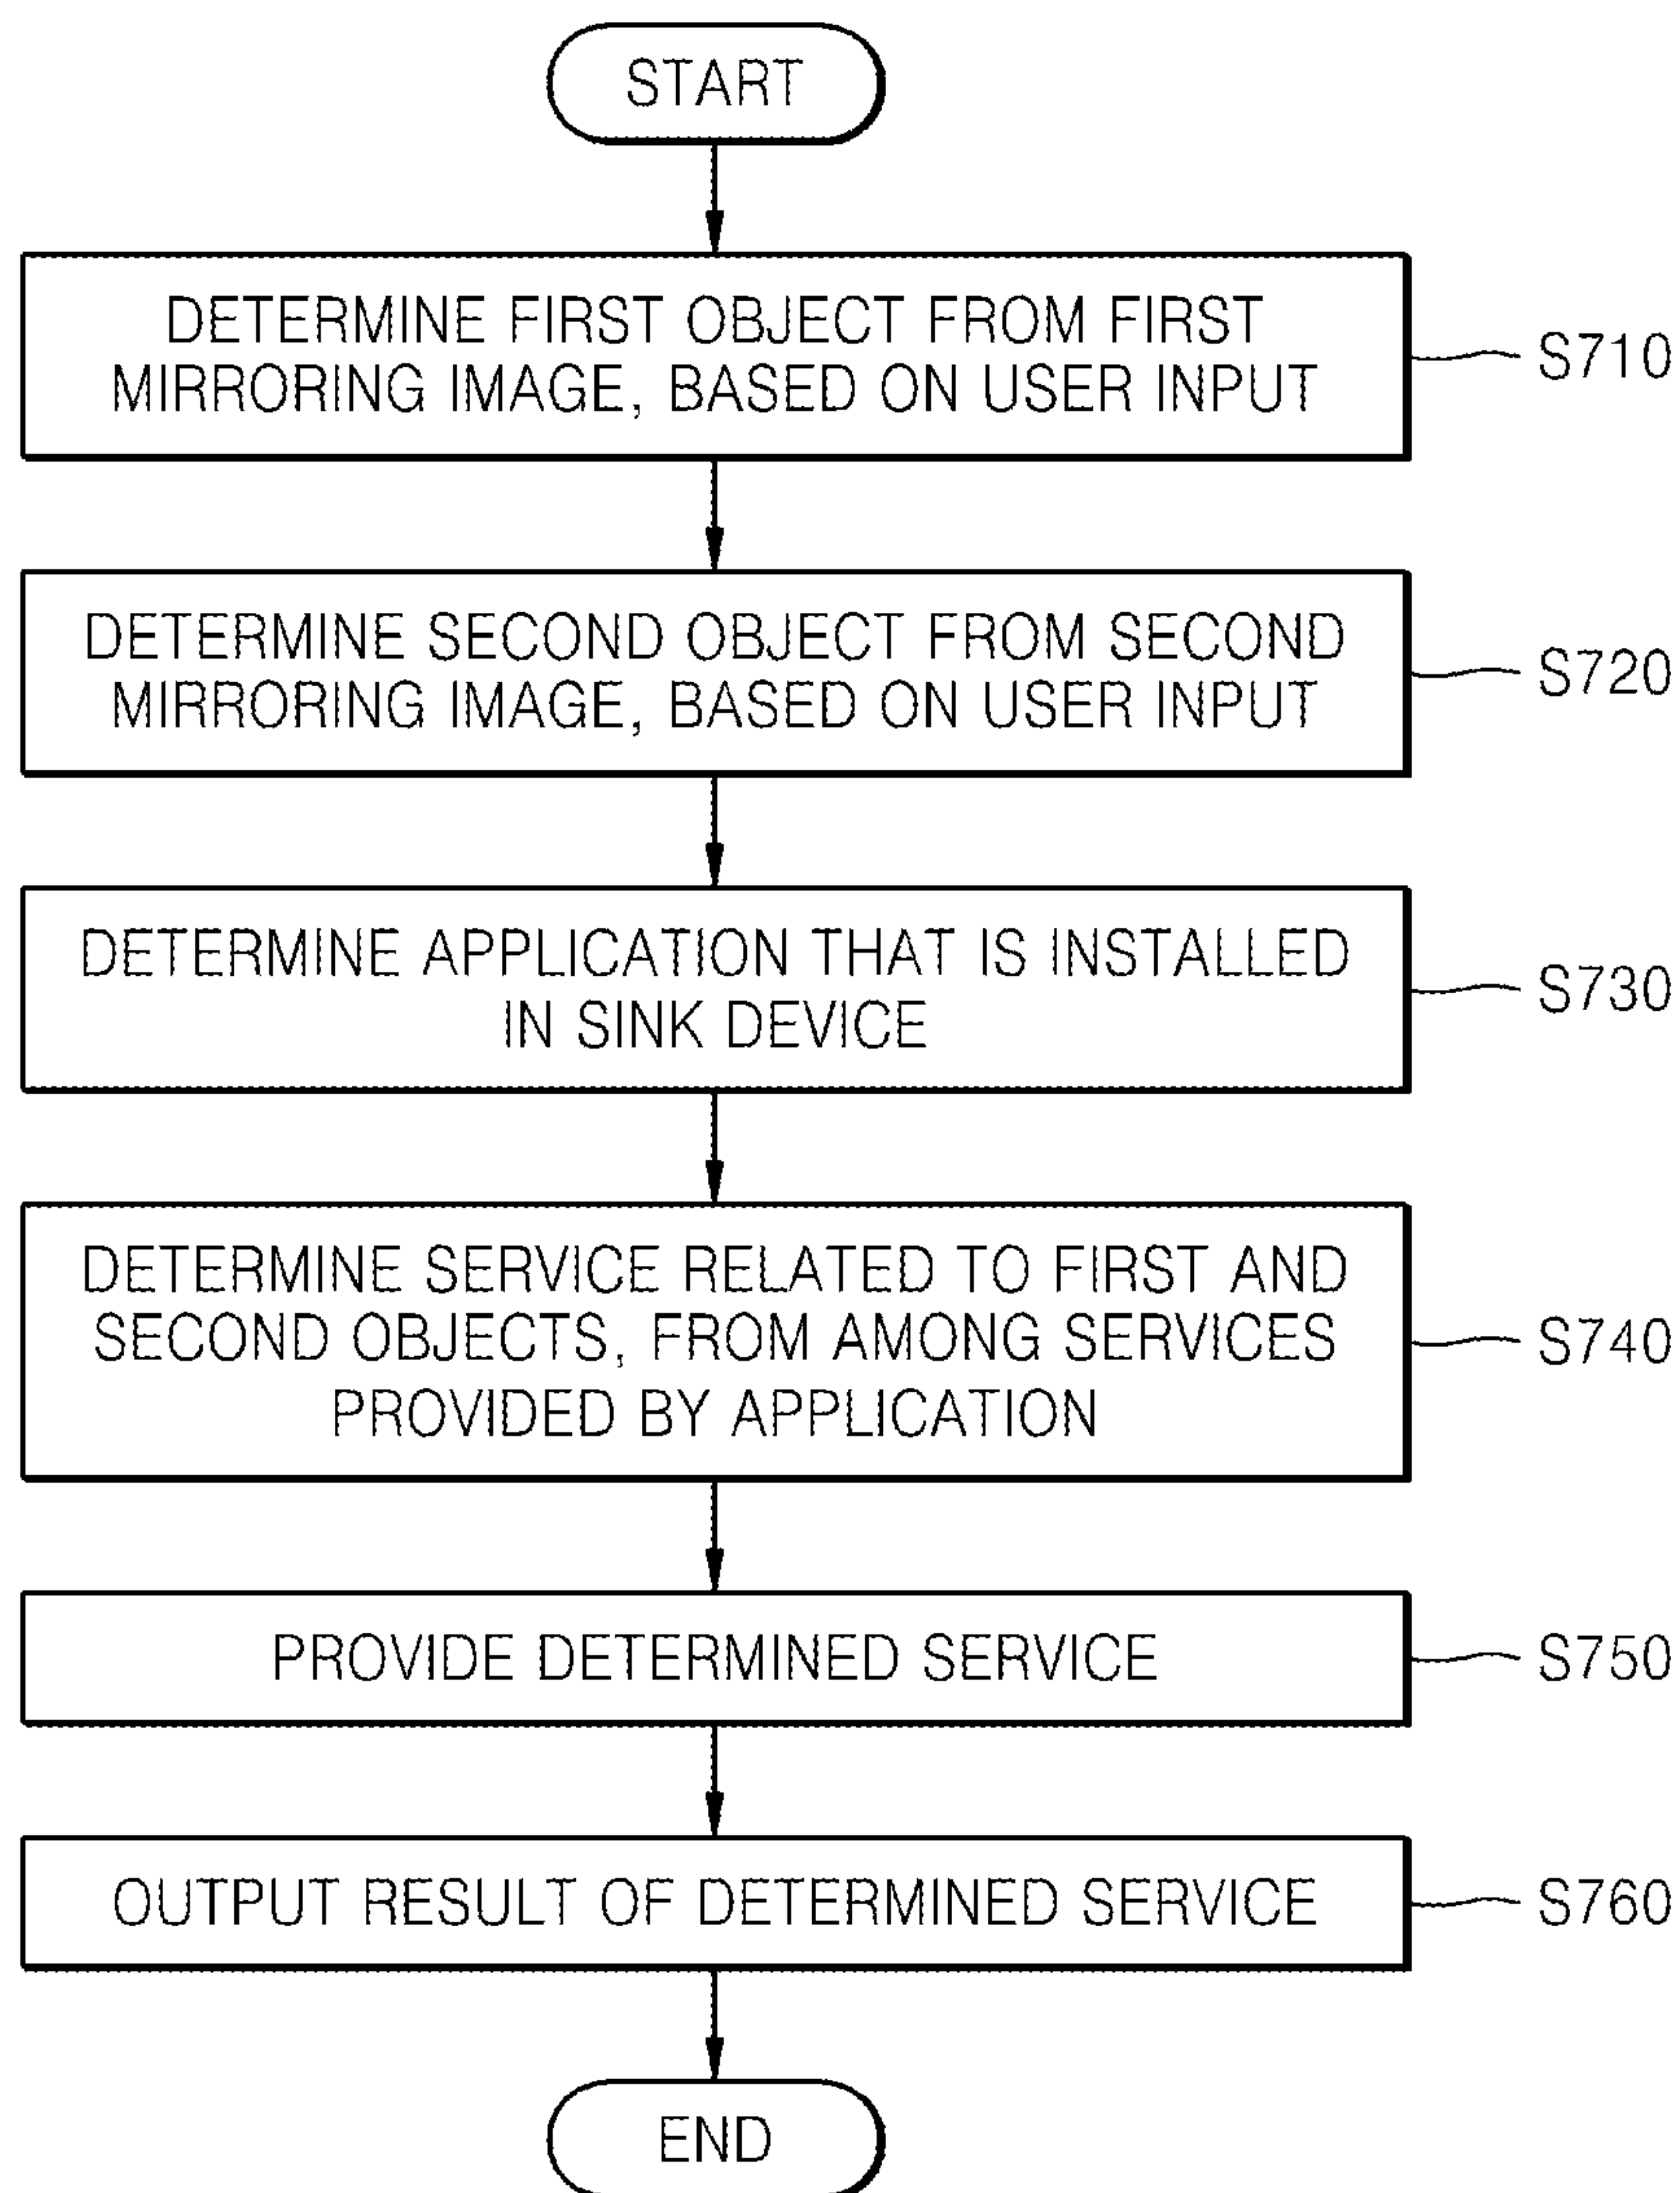 START
DETERMINE FIRST OBJECT FROM FIRST
MIRRORING IMAGE, BASED ON USER INPUT
S710
DETERMINE SECOND OBJECT FROM SECOND
MIRRORING IMAGE, BASED ON USER INPUT
S720
DETERMINE APPLICATION THAT IS INSTALLED
IN SINK DEVICE
S730
DETERMINE SERVICE RELATED TO FIRST AND
SECOND OBJECTS, FROM AMONG SERVICES
PROVIDED BY APPLICATION
S740
PROVIDE DETERMINED SERVICE
S750
OUTPUT RESULT OF DETERMINED SERVICE
S760
END